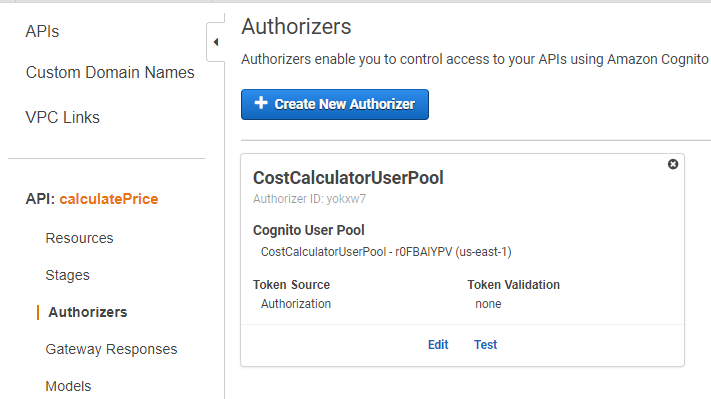 APIs
Custom Domain Names
VPC Links
API: calculatePrice
Resources
Stages
Authorizers
Gateway Responses
Models
Authorizers
Authorizers enable you to control access to your APIs using Amazon Cognito
Create New Authorizer
CostCalculatorUserPool
Authorizer ID: yokxw7
Cognito User Pool
CostCalculatorUserPool - r0FBAIYPV (us-east-1)
Token Source
Token Validation
Authorization
none
Edit Test